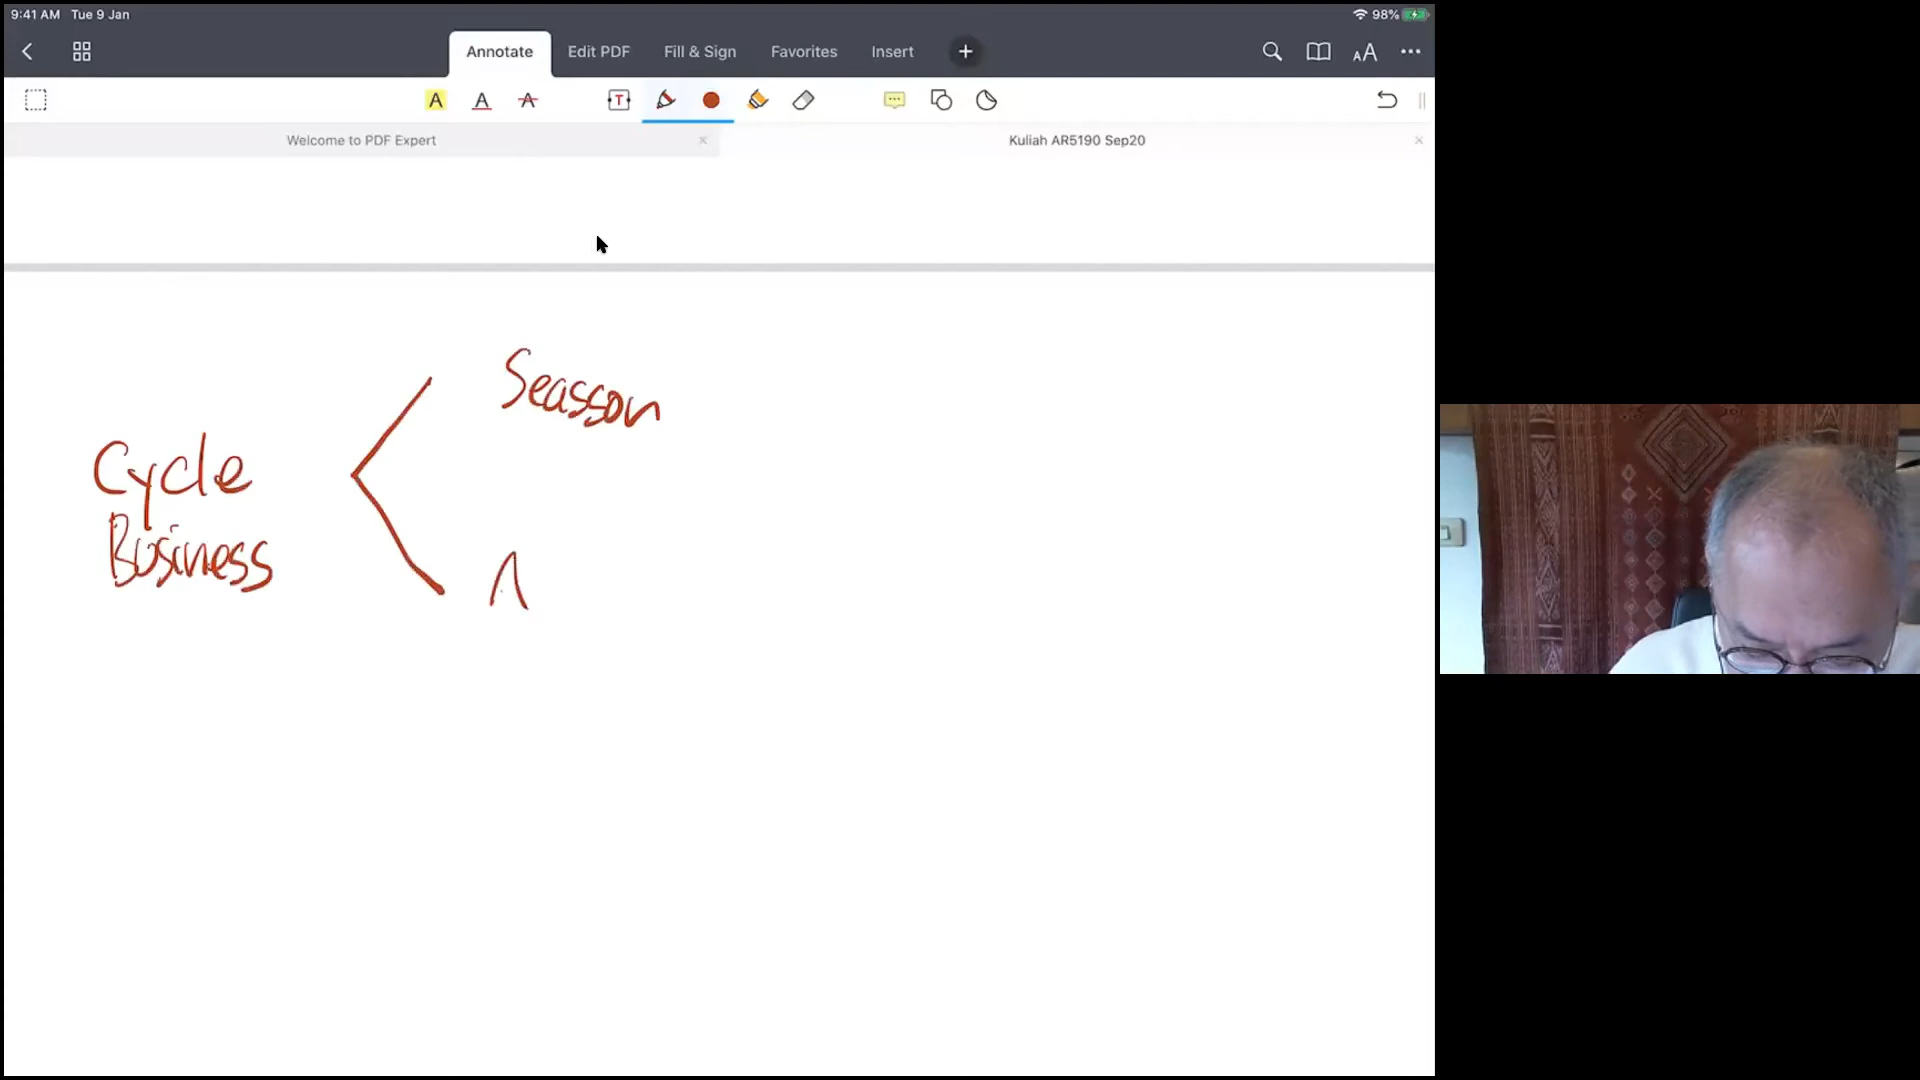 9:41 AM Tue 9 Jan
98%
Annotate Edit PDF Fill & Sign Favorites Insert
AA
A A A T
Welcome to PDF Expert
Kuliah AR5190 Sep20
Seasson
Cycle
Business